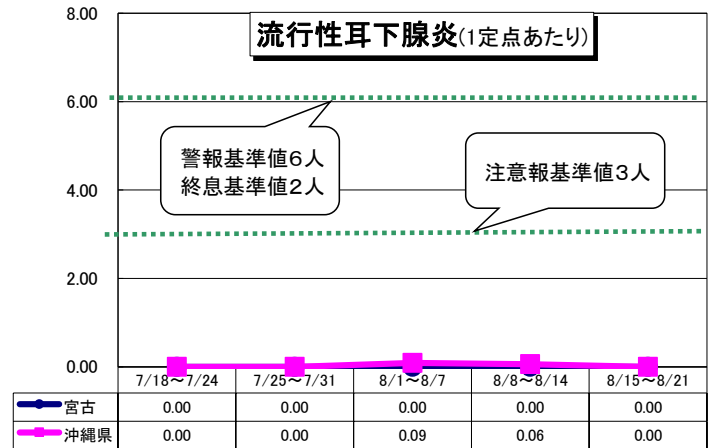 8.00
流行性耳下腺炎(1定点あたり)
6.00
警報基準値6人
終息基準値2人
注意報基準値3人
4.00
2.00
0.00
7/18～7/24 7/25～7/31 8/1～8/7 8/8～8/14 8/15～8/21
宮古 0.00 0.00 0.00 0.00 0.00
沖縄県 0.00 0.00 0.09 0.06 0.00